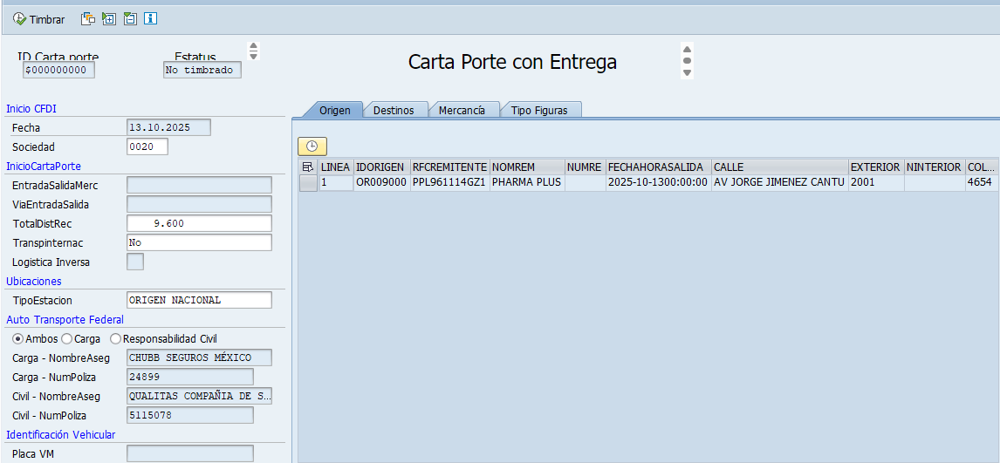 Timbrar
ID Carta porte
Estatus
$000000000
No timbrado
Carta Porte con Entrega
Inicio CFDI
Fecha 13.10.2025
Sociedad 0020
InicioCartaPorte
EntradaSalidaMerc
ViaEntradaSalida
TotalDistRec 9.600
Transpinternac No
Logistica Inversa
Ubicaciones
TipoEstacion ORIGEN NACIONAL
Auto Transporte Federal
Ambos Carga Responsabilidad Civil
Carga - NombreAseg CHUBB SEGUROS MÉXICO
Carga - NumPoliza 24899
Civil - NombreAseg QUALITAS COMPAÑIA DE S...
Civil - NumPoliza 5115078
Identificación Vehicular
Placa VM
Origen Destinos Mercancía Tipo Figuras
LINEA IDORIGEN RFCREMITENTE NOMREM NUMRE FECHAHORASALIDA CALLE EXTERIOR NINTERIOR COL...
1 OR009000 PPL961114GZ1 PHARMA PLUS 2025-10-1300:00:00 AV JORGE JIMENEZ CANTU 2001 4654